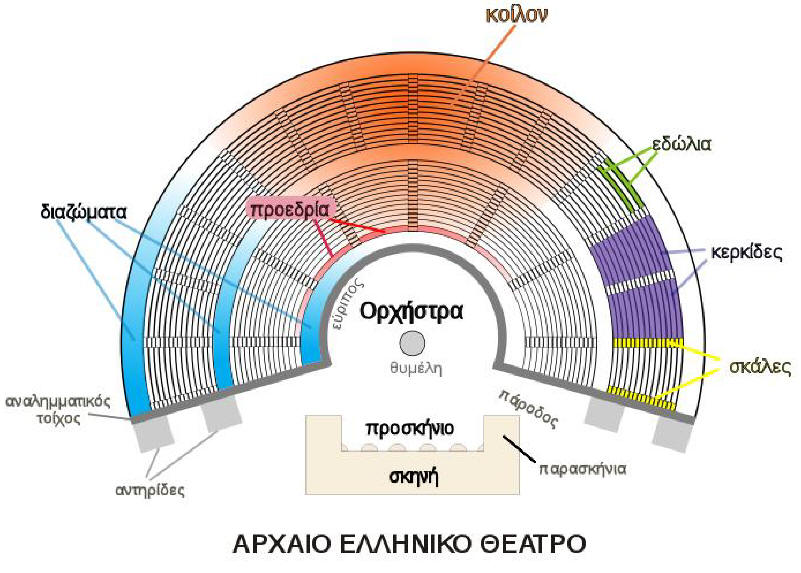 κοίλον
εδώλια
διαζώματα
προεδρία
κερκίδες
εύριπος
Ορχήστρα
θυμέλη
σκάλες
αναλημματικός
τοίχος
πάροδος
προσκήνιο
σκηνή
παρασκήνια
αντηρίδες
ΑΡΧΑΙΟ ΕΛΛΗΝΙΚΟ ΘΕΑΤΡΟ